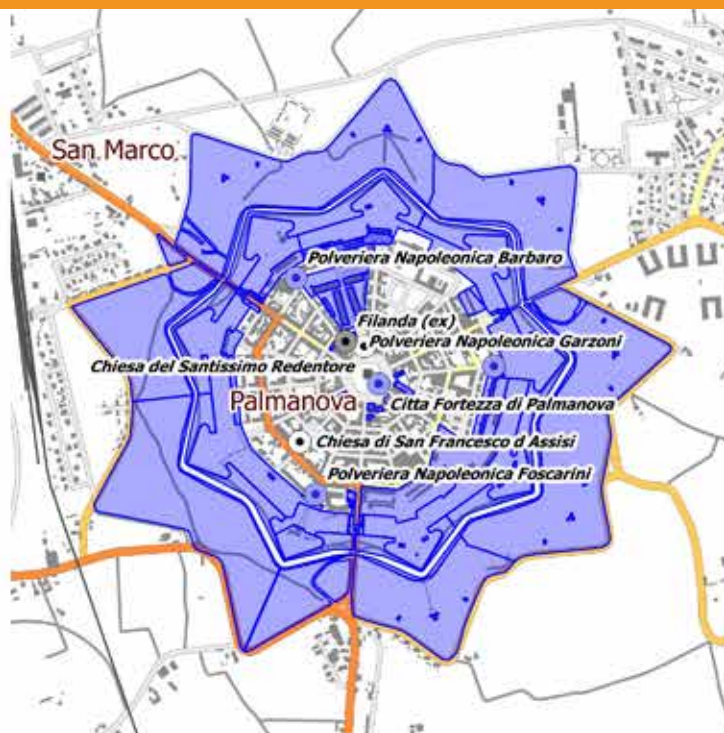 San Marco
Polveriera Napoleonica Barbaro
Filanda (ex)
Polveriera Napoleonica Garzoni
Chiesa del Santissimo Redentore
Palmanova
Citta Fortezza di Palmanova
Chiesa di San Francesco d Assisi
Polveriera Napoleonica Foscarini